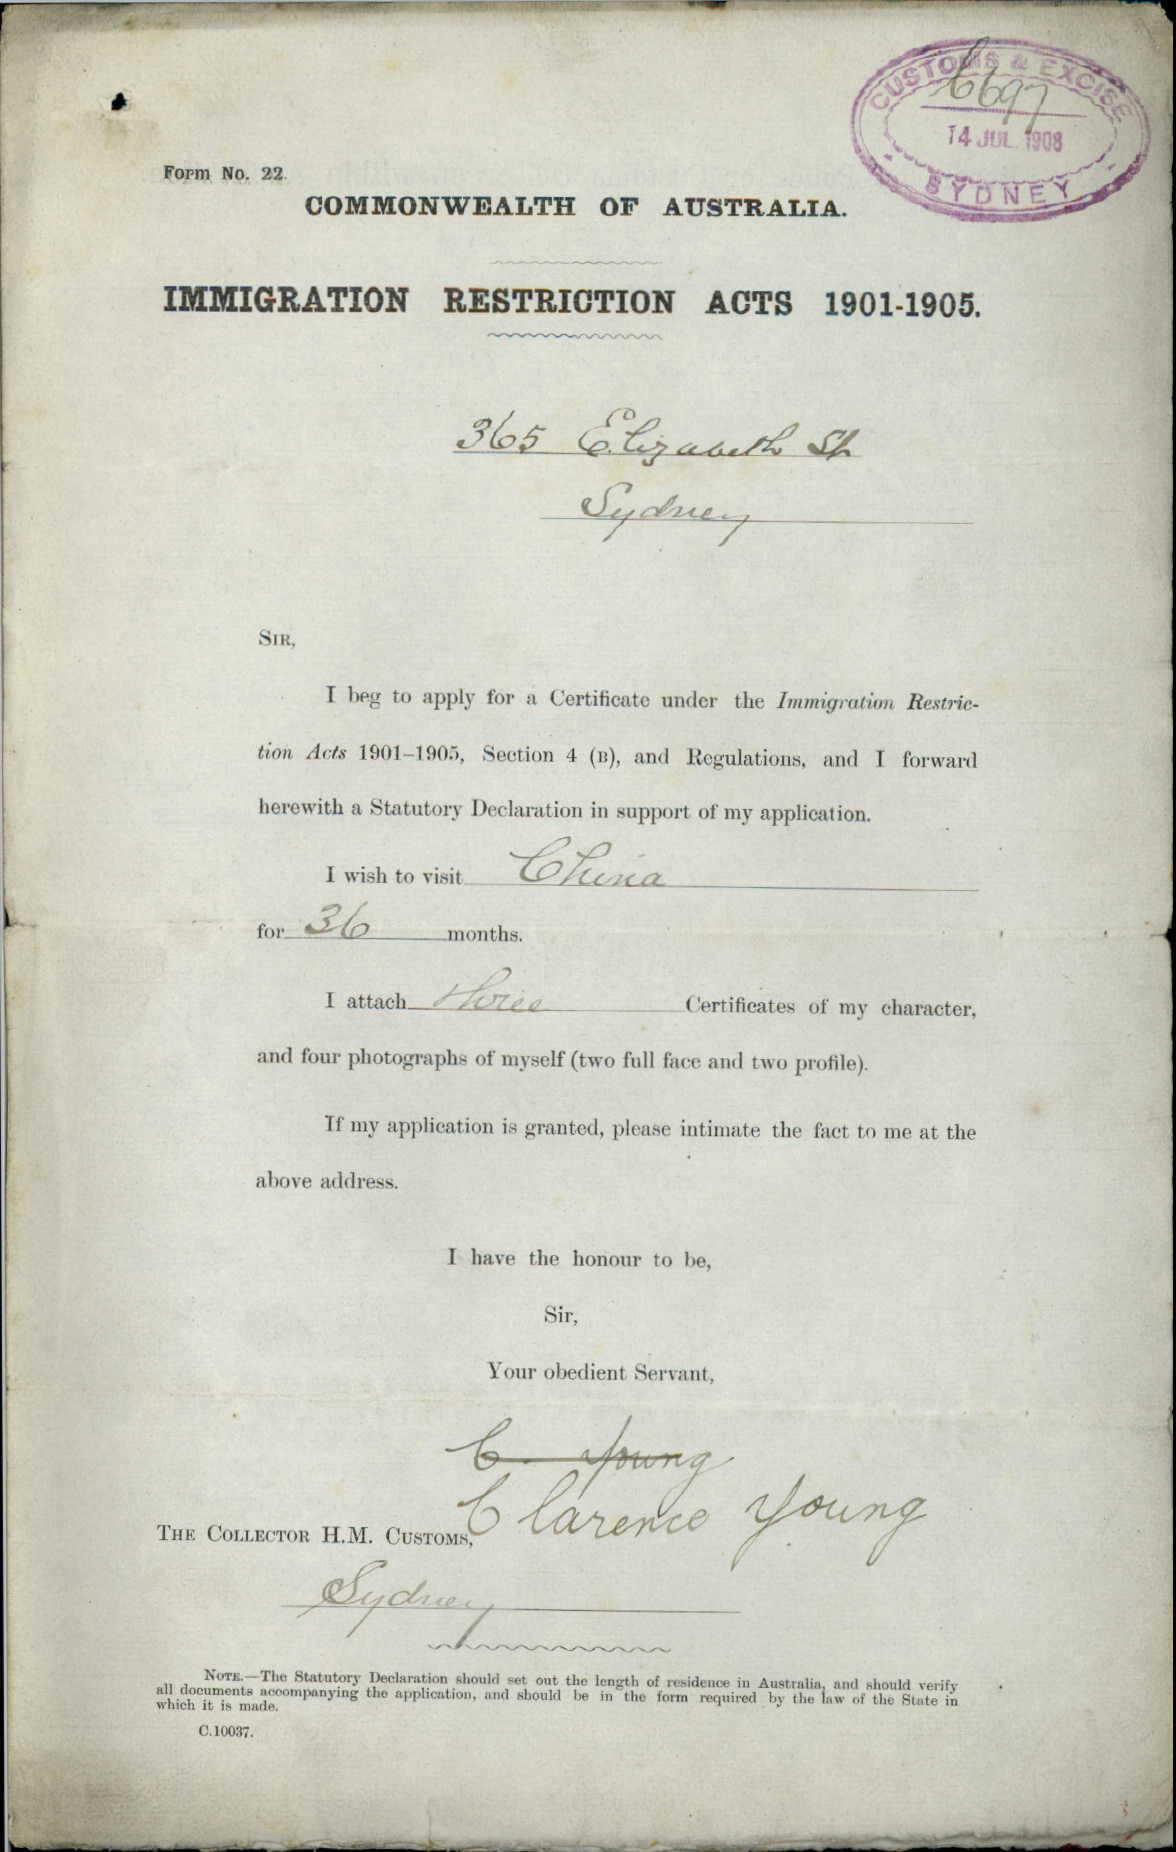 CUSTOMS & EXCISE
6697
14 JUL 1908
SYDNEY
Form No. 22.
COMMONWEALTH OF AUSTRALIA.
IMMIGRATION RESTRICTION ACTS 1901-1905.
365 Elizabeth St
Sydney
SIR,
I beg to apply for a Certificate under the Immigration Restric-
tion Acts 1901–1905, Section 4 (B), and Regulations, and I forward
herewith a Statutory Declaration in support of my application.
I wish to visit China
for 36 months.
I attach three Certificates of my character,
and four photographs of myself (two full face and two profile).
If my application is granted, please intimate the fact to me at the
above address.
I have the honour to be,
Sir,
Your obedient Servant,
C. Young
Clarence Young
THE COLLECTOR H.M. CUSTOMS,
Sydney
NOTE.—The Statutory Declaration should set out the length of residence in Australia, and should verify
all documents accompanying the application, and should be in the form required by the law of the State in
which it is made.
C.10037.